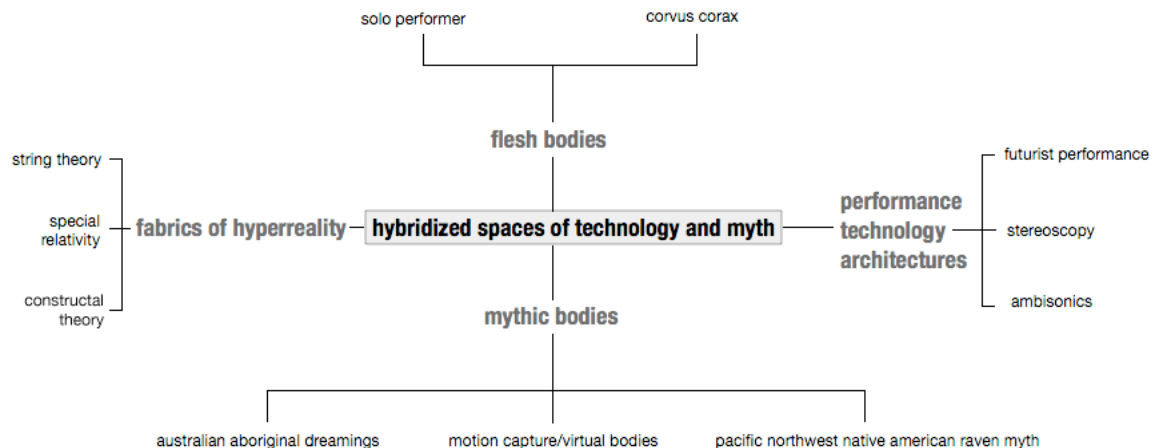 solo performer
corvus corax
flesh bodies
string theory
special
relativity
constructal
theory
fabrics of hyperreality
hybridized spaces of technology and myth
performance
technology
architectures
futurist performance
stereoscopy
ambisonics
mythic bodies
australian aboriginal dreamings
motion capture/virtual bodies
pacific northwest native american raven myth